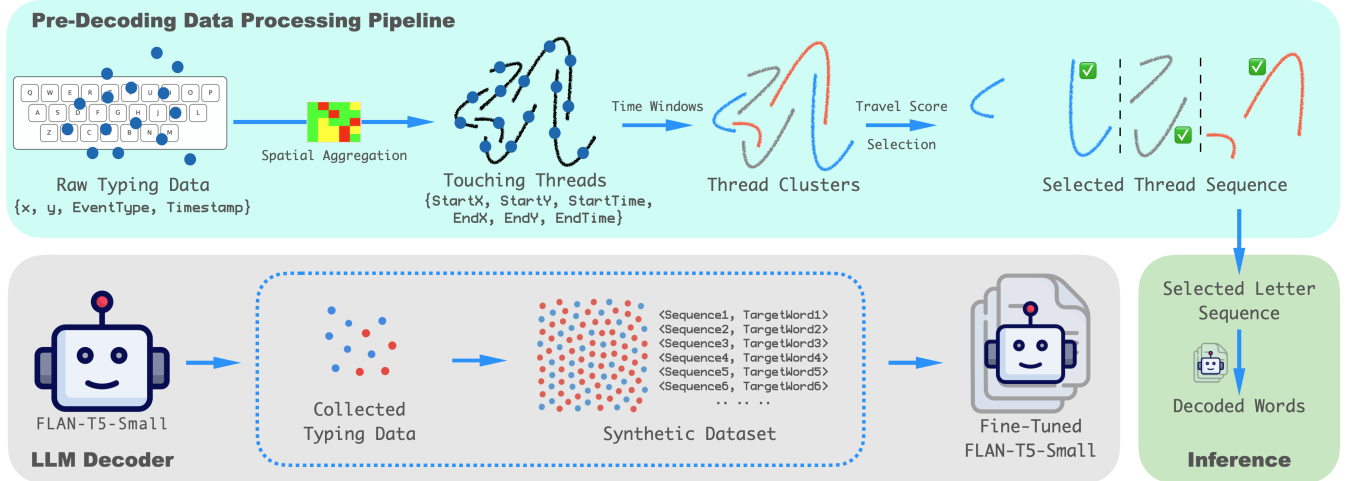 Pre-Decoding Data Processing Pipeline
Q W E R U O P
A S D F G H J L
Z C B N M
Raw Typing Data
{x, y, EventType, Timestamp}
Spatial Aggregation
Touching Threads
{StartX, StartY, StartTime,
EndX, EndY, EndTime}
Time Windows
Thread Clusters
Travel Score
Selection
Selected Thread Sequence
FLAN-T5-Small
LLM Decoder
Collected
Typing Data
<Sequence1, TargetWord1>
<Sequence2, TargetWord2>
<Sequence3, TargetWord3>
<Sequence4, TargetWord4>
<Sequence5, TargetWord5>
<Sequence6, TargetWord6>
.. .. ..
Synthetic Dataset
Fine-Tuned
FLAN-T5-Small
Selected Letter
Sequence
Decoded Words
Inference